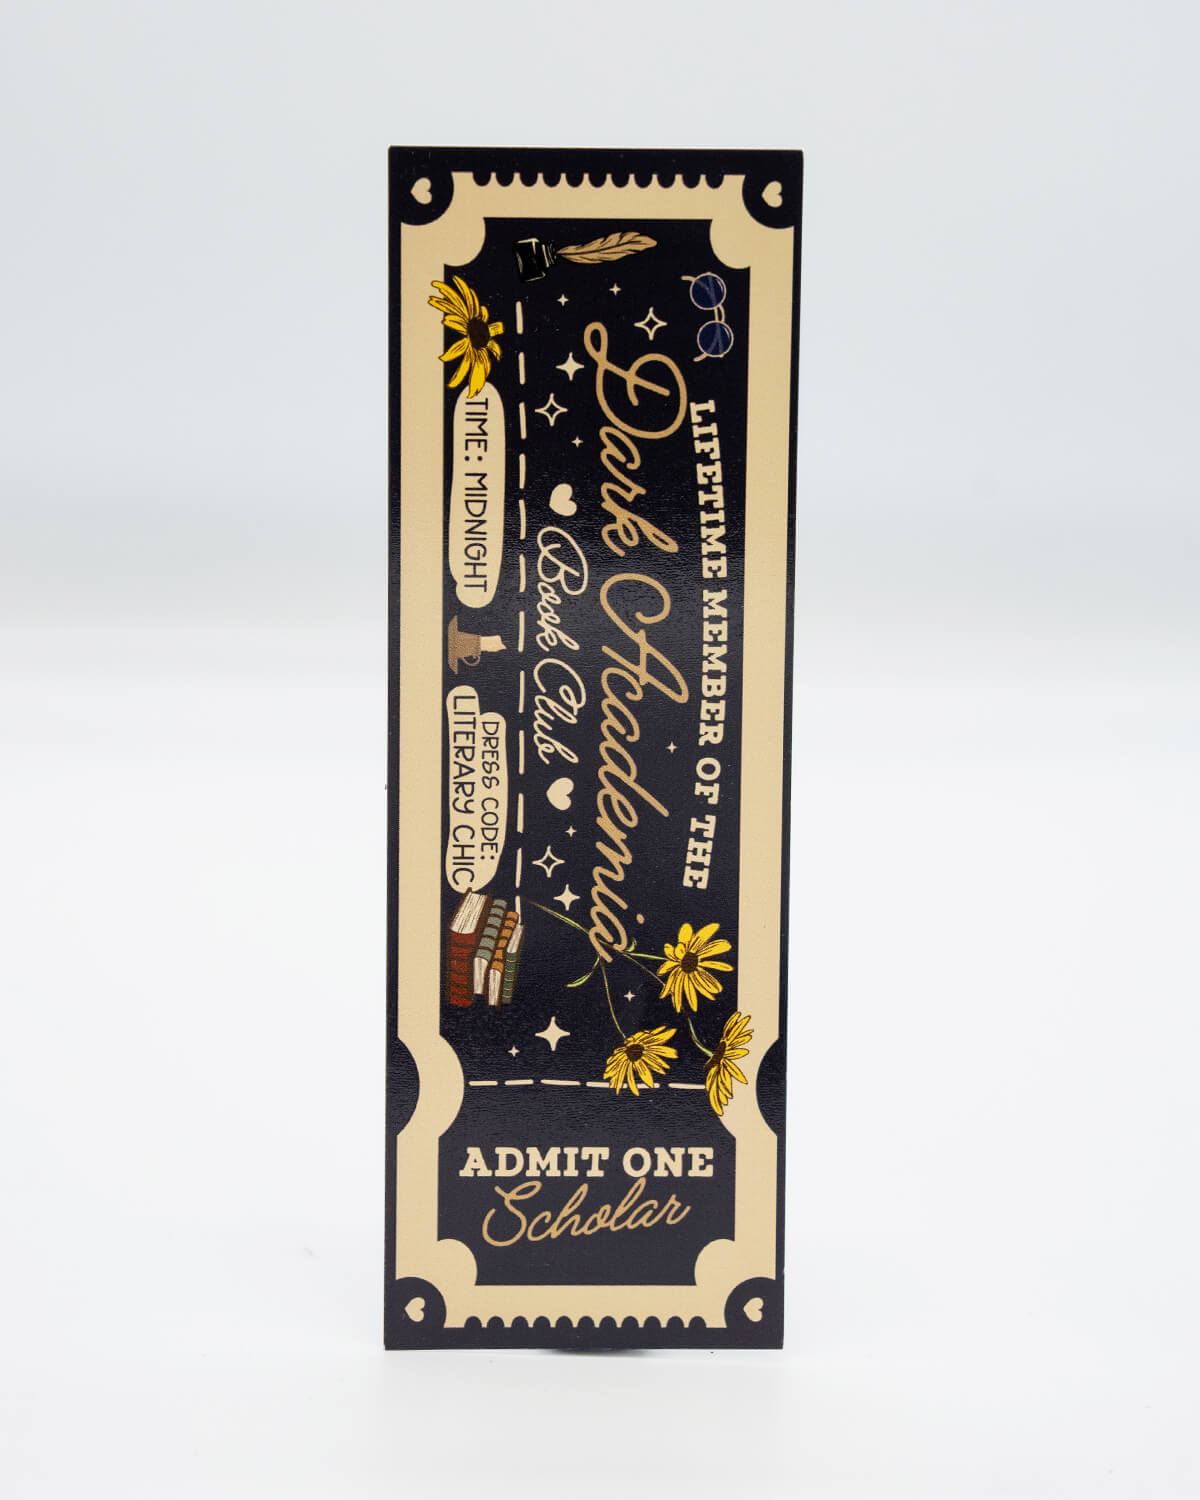 LIFETIME MEMBER OF THE
Dark Academia
Book Club
TIME: MIDNIGHT
DRESS CODE:
LITERARY CHIC
ADMIT ONE
Scholar